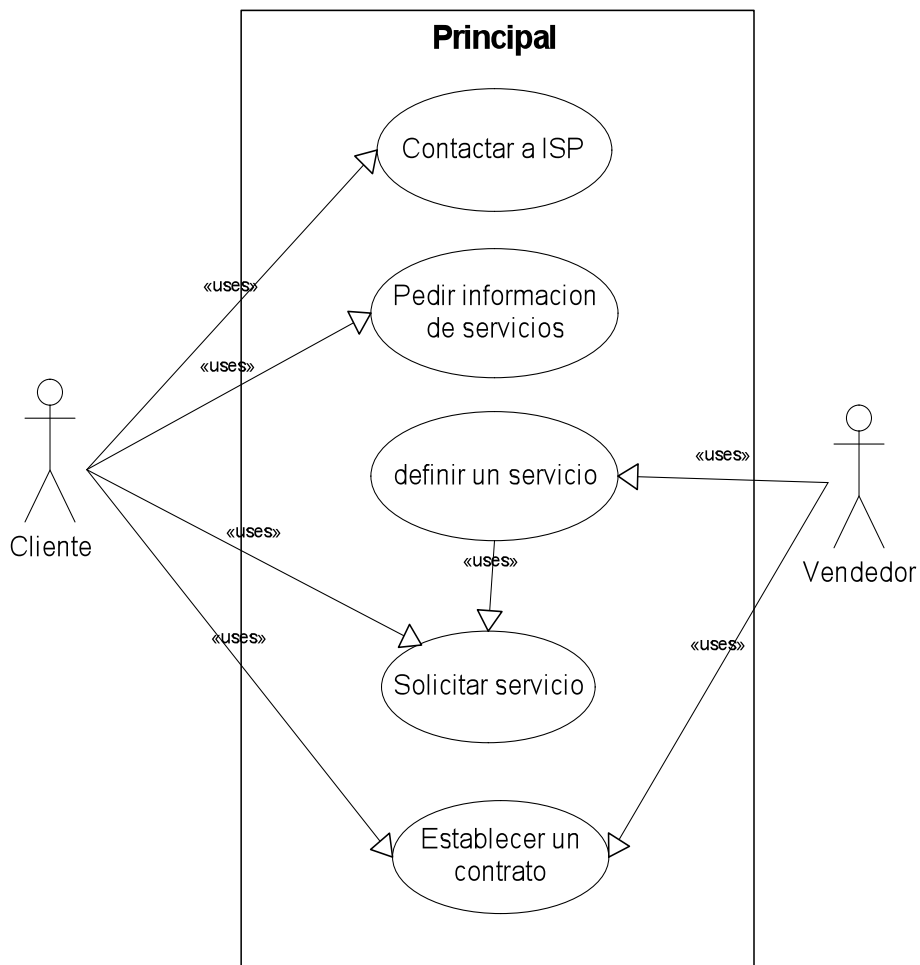 Principal
Contactar a ISP
«uses»
Pedir informacion
de servicios
«uses»
definir un servicio
«uses»
«uses»
Cliente
«uses»
Vendedor
«uses»
«uses»
Solicitar servicio
Establecer un
contrato